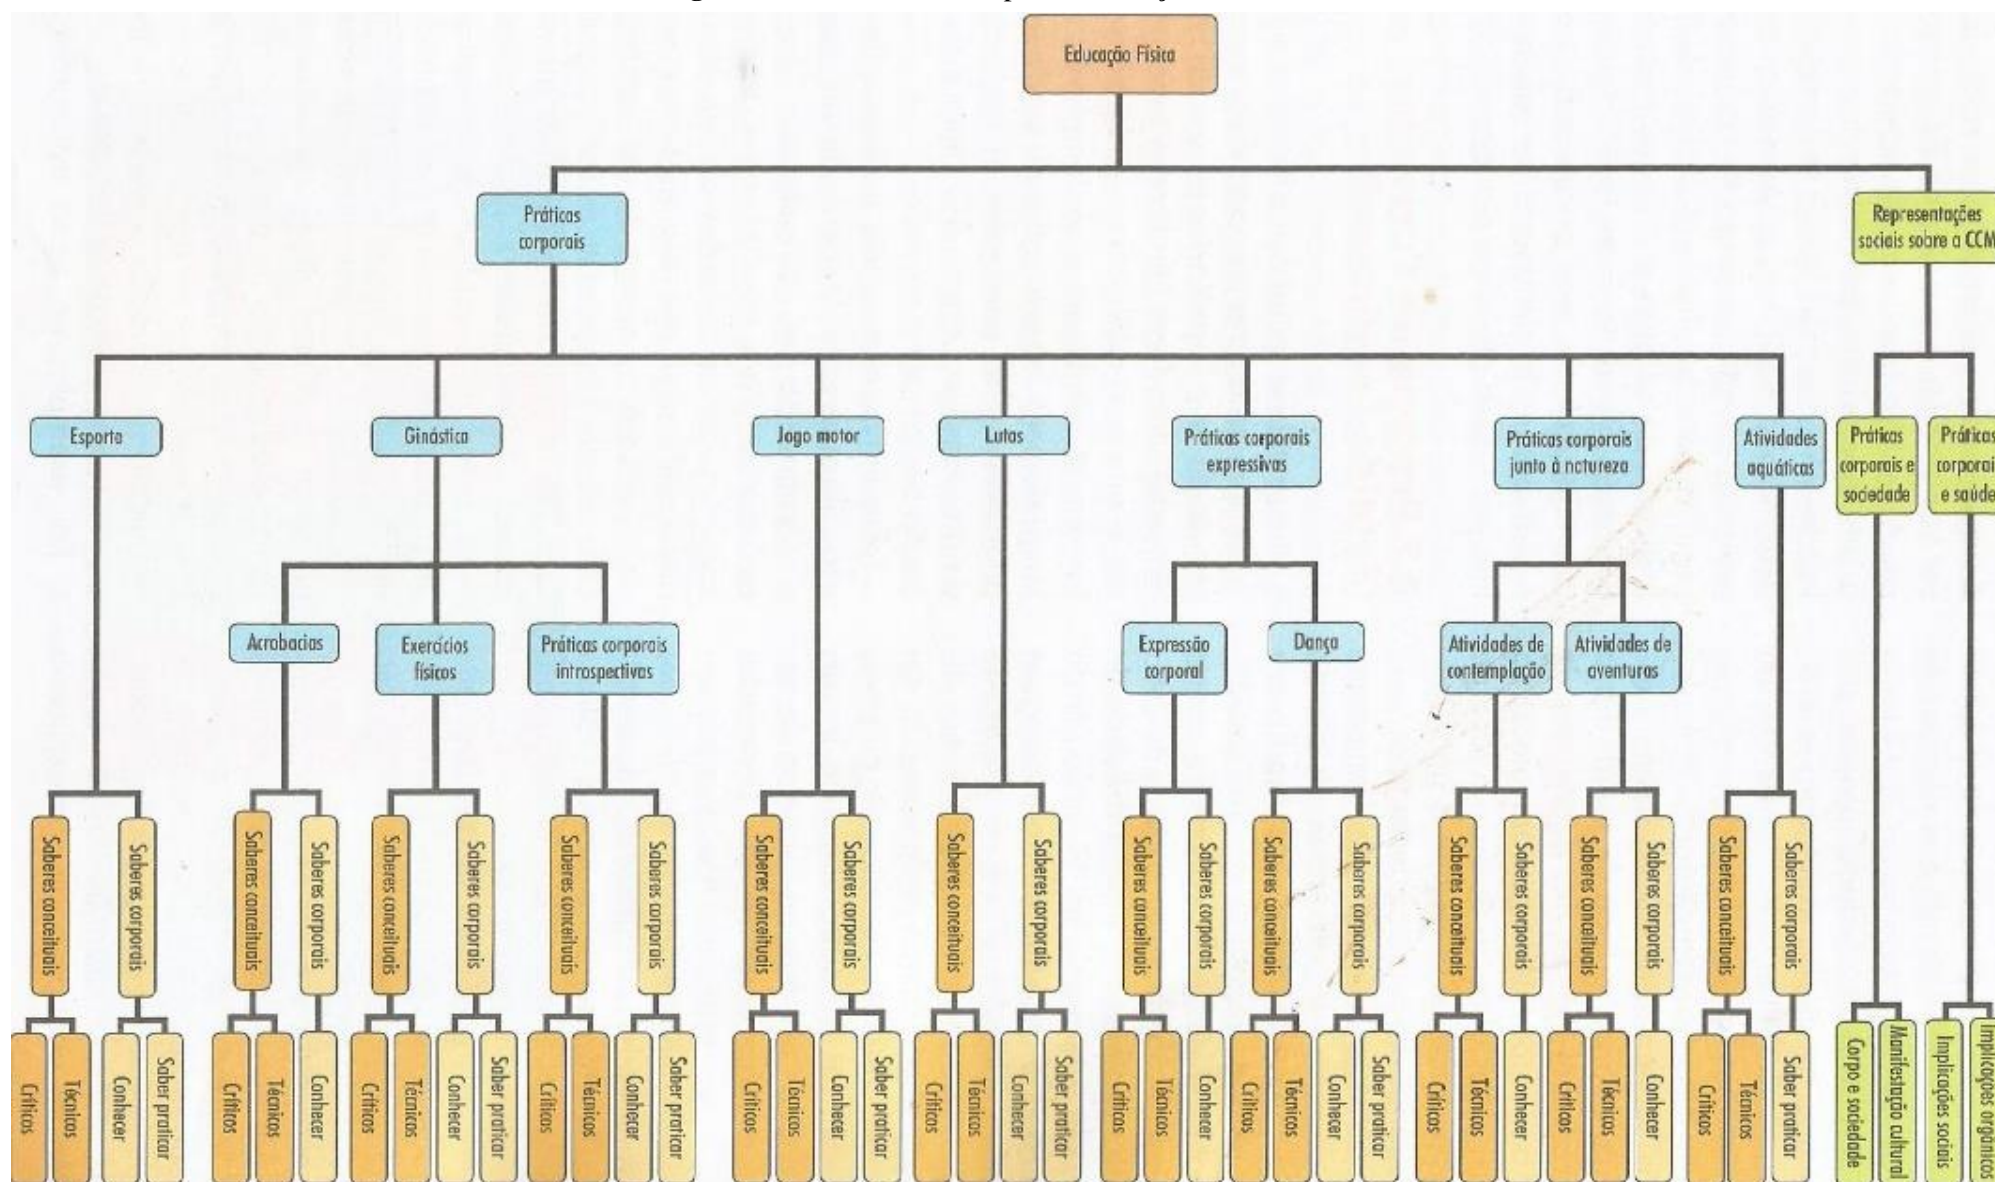 Educação Física
Práticas
corporais
Representações
sociais sobre a CCM
Esporte
Ginástica
Jogo motor
Lutas
Práticas corporais
expressivas
Práticas corporais
junto à natureza
Atividades
aquáticas
Práticas
corporais e
sociedade
Práticas
corporais
e saúde
Acrobacias
Exercícios
físicos
Práticas corporais
introspectivas
Expressão
corporal
Dança
Atividades de
contemplação
Atividades de
aventuras
Saberes conceituais
Saberes corporais
Saberes conceituais
Saberes corporais
Saberes conceituais
Saberes corporais
Saberes conceituais
Saberes corporais
Saberes conceituais
Saberes corporais
Saberes conceituais
Saberes corporais
Saberes conceituais
Saberes corporais
Saberes conceituais
Saberes corporais
Saberes conceituais
Saberes corporais
Saberes conceituais
Saberes corporais
Saberes conceituais
Saberes corporais
Críticos
Técnicos
Conhecer
Saber praticar
Críticos
Técnicos
Conhecer
Críticos
Técnicos
Conhecer
Saber praticar
Críticos
Técnicos
Conhecer
Saber praticar
Críticos
Técnicos
Conhecer
Saber praticar
Críticos
Técnicos
Conhecer
Saber praticar
Críticos
Técnicos
Conhecer
Críticos
Técnicos
Conhecer
Saber praticar
Críticos
Técnicos
Conhecer
Críticos
Técnicos
Conhecer
Críticos
Técnicos
Saber praticar
Corpo e sociedade
Manifestação cultural
Implicações sociais
Implicações orgânicos